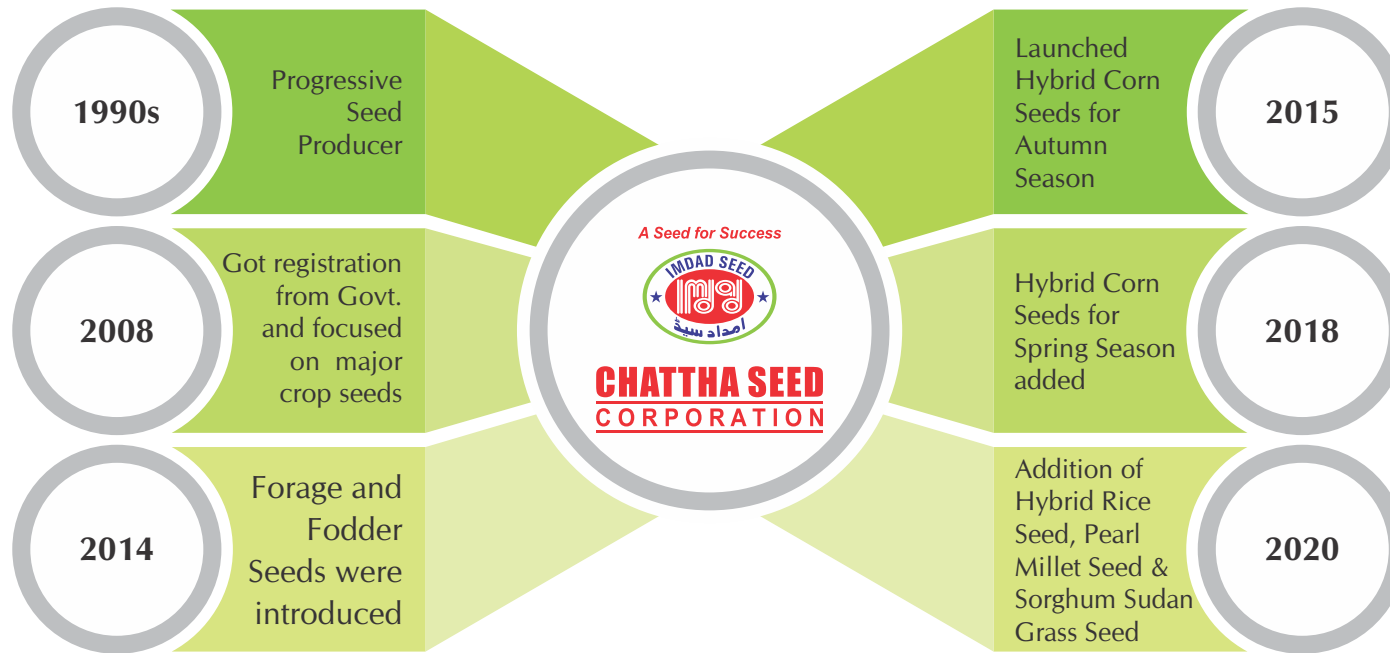 1990s
Progressive
Seed
Producer
2008
Got registration
from Govt.
and focused
on major
crop seeds
2014
Forage and
Fodder
Seeds were
introduced
A Seed for Success
IMDAD SEED
امداد سیڈ
CHATTHA SEED
CORPORATION
Launched
Hybrid Corn
Seeds for
Autumn
Season
2015
Hybrid Corn
Seeds for
Spring Season
added
2018
Addition of
Hybrid Rice
Seed, Pearl
Millet Seed &
Sorghum Sudan
Grass Seed
2020